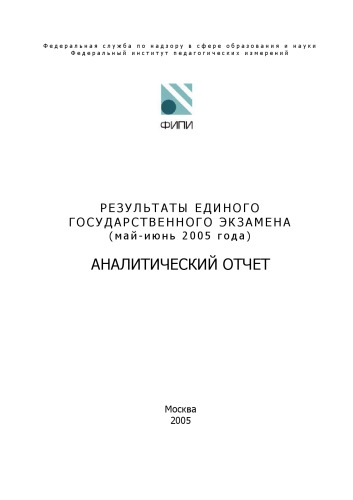 Федеральная служба по надзору в сфере образования и науки
Федеральный институт педагогических измерений
ФИПИ
РЕЗУЛЬТАТЫ ЕДИНОГО
ГОСУДАРСТВЕННОГО ЭКЗАМЕНА
(май-июнь 2005 года)
АНАЛИТИЧЕСКИЙ ОТЧЕТ
Москва
2005